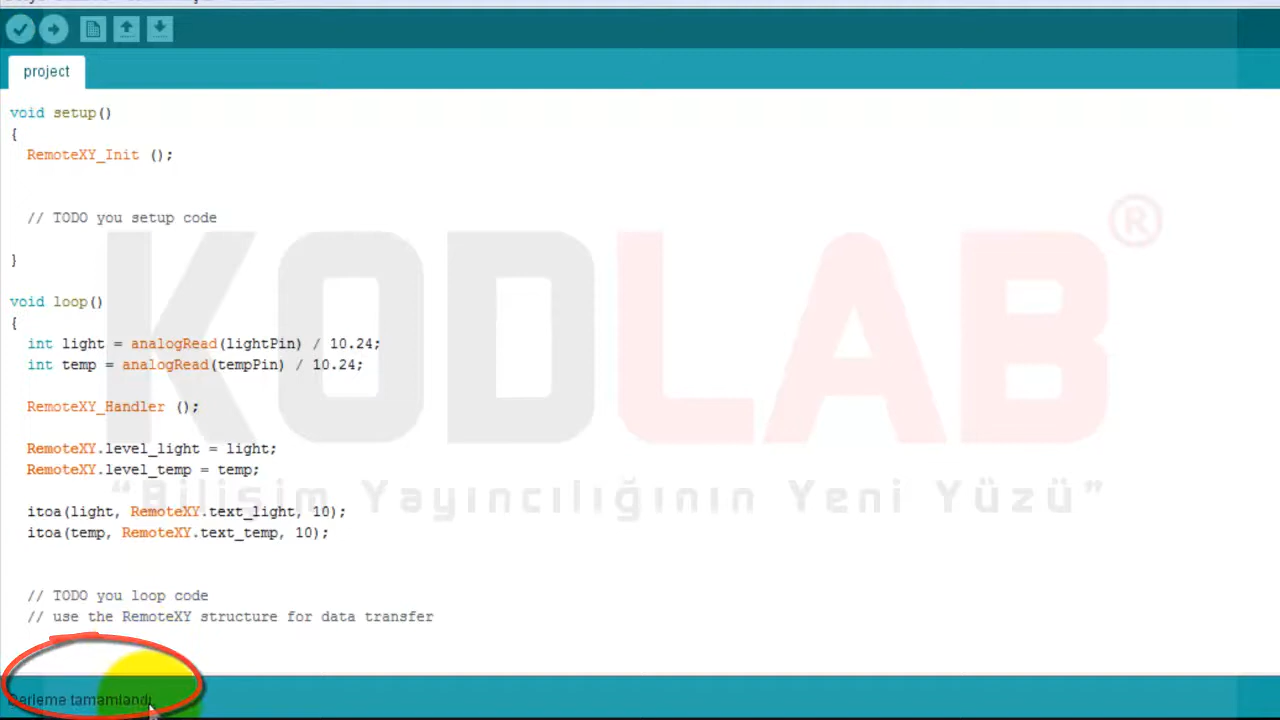 project
void setup()
{
RemoteXY_Init ();
// TODO you setup code
}
void loop()
{
int light = analogRead(lightPin) / 10.24;
int temp = analogRead(tempPin) / 10.24;
RemoteXY_Handler ();
RemoteXY.level_light = light;
RemoteXY.level_temp = temp;
itoa(light, RemoteXY.text_light, 10);
itoa(temp, RemoteXY.text_temp, 10);
// TODO you loop code
// use the RemoteXY structure for data transfer
KODLAB®
“Bilişim Yayıncılığının Yeni Yüzü”
Derleme tamamlandı